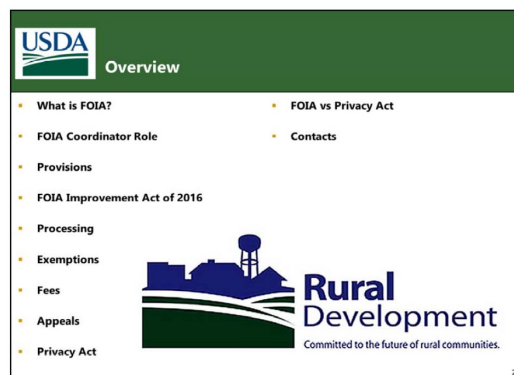 USDA
Overview
What is FOIA?
FOIA Coordinator Role
Provisions
FOIA Improvement Act of 2016
Processing
Exemptions
Fees
Appeals
Privacy Act
FOIA vs Privacy Act
Contacts
Rural
Development
Committed to the future of rural communities.